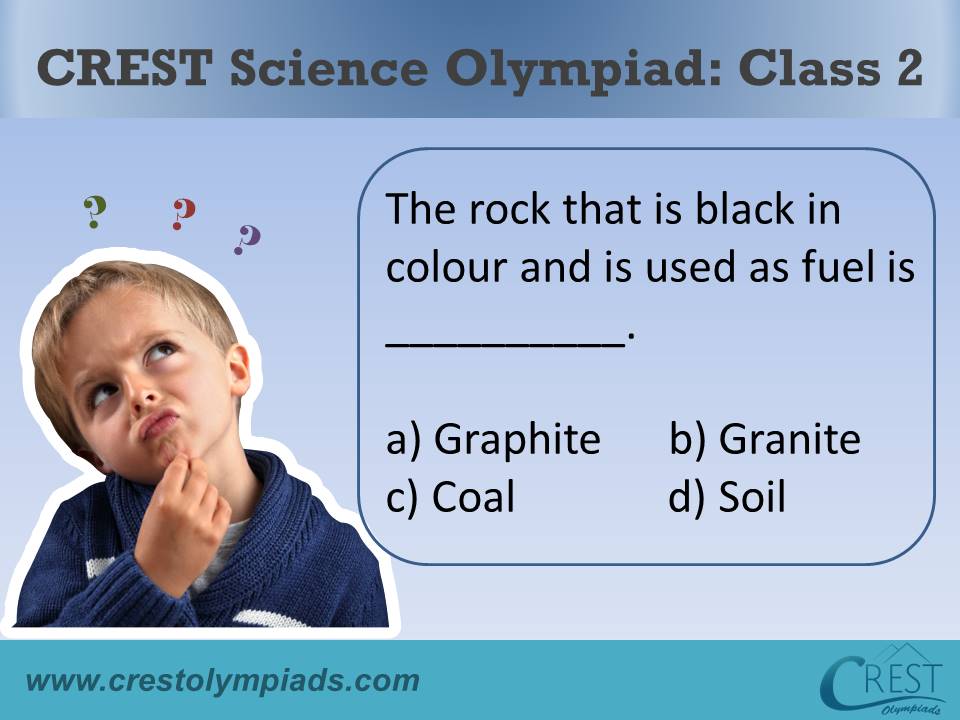 CREST Science Olympiad: Class 2
? ? ?
The rock that is black in
colour and is used as fuel is
___________.
a) Graphite b) Granite
c) Coal d) Soil
www.crestolympiads.com
CREST
Olympiads